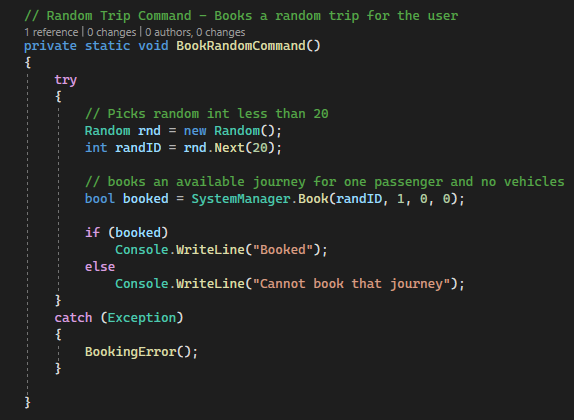 // Random Trip Command – Books a random trip for the user
1 reference | 0 changes | 0 authors, 0 changes
private static void BookRandomCommand()
{
try
{
// Picks random int less than 20
Random rnd = new Random();
int randID = rnd.Next(20);
// books an available journey for one passenger and no vehicles
bool booked = SystemManager.Book(randID, 1, 0, 0);
if (booked)
Console.WriteLine("Booked");
else
Console.WriteLine("Cannot book that journey");
}
catch (Exception)
{
BookingError();
}
}